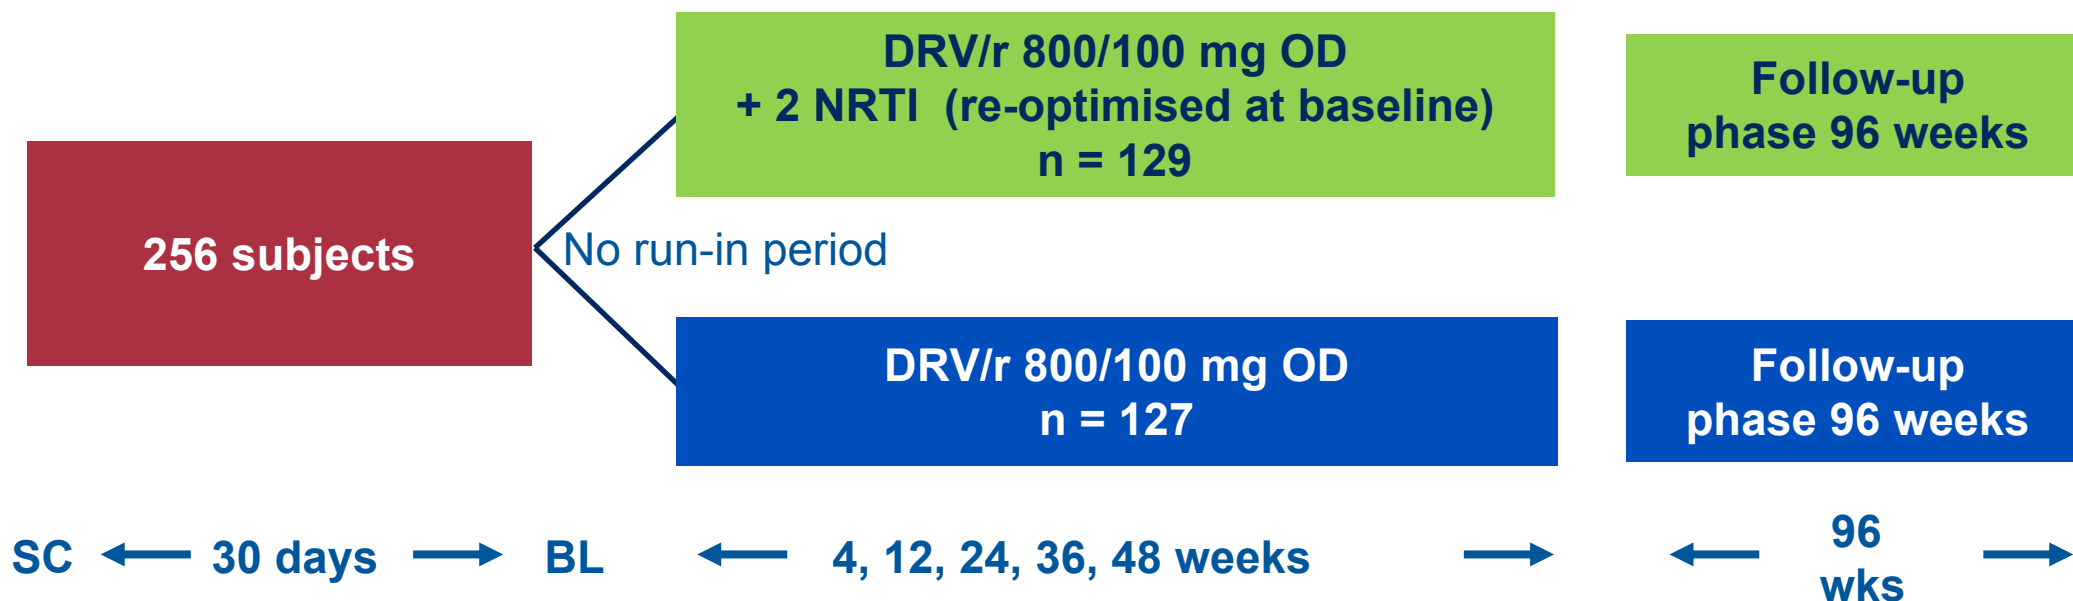 DRV/r 800/100 mg OD
+ 2 NRTI (re-optimised at baseline)
n = 129
Follow-up
phase 96 weeks
256 subjects
No run-in period
DRV/r 800/100 mg OD
n = 127
Follow-up
phase 96 weeks
SC 30 days BL 4, 12, 24, 36, 48 weeks
96
wks